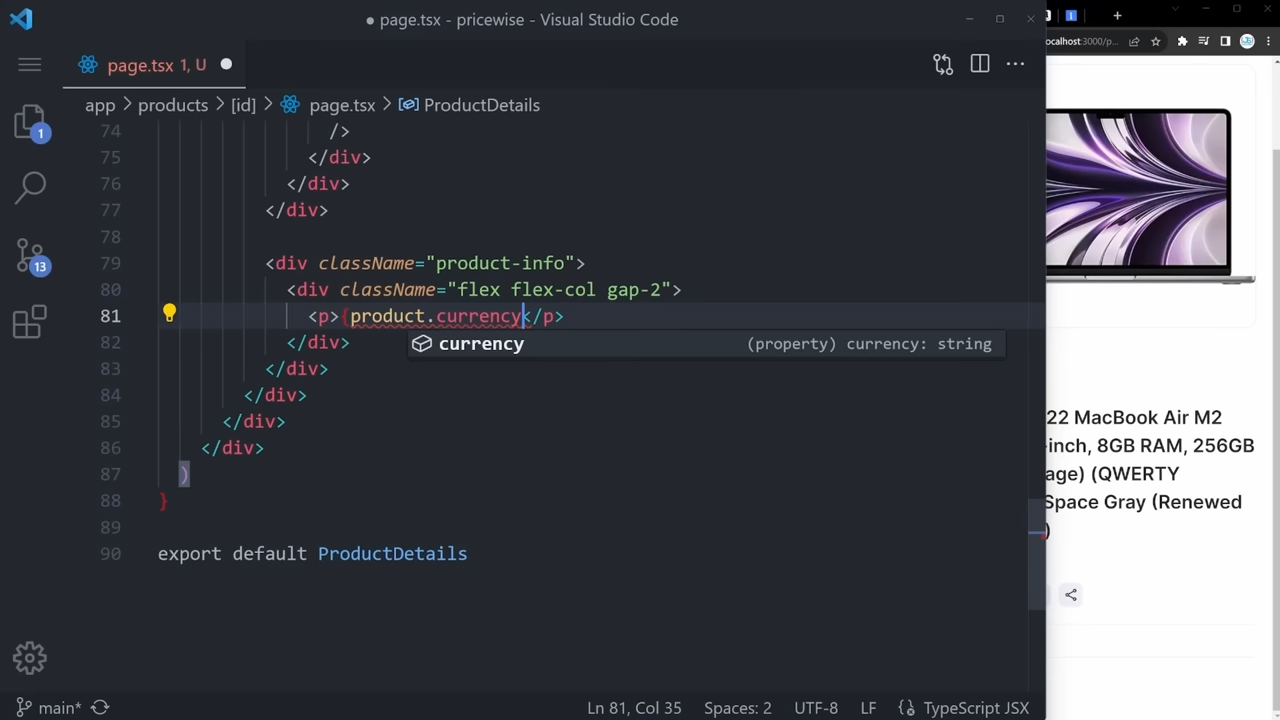 page.tsx - pricewise - Visual Studio Code
page.tsx 1, U
localhost:3000/p...
app > products > [id] > page.tsx > ProductDetails
74 />
75 </div>
76 </div>
77 </div>
78
79 <div className="product-info">
80 <div className="flex flex-col gap-2">
81 <p>{product.currency</p>
currency (property) currency: string
82 </div>
83 </div>
84 </div>
85 </div>
86 </div>
87 )
88 }
89
90 export default ProductDetails
1
13
22 MacBook Air M2
-inch, 8GB RAM, 256GB
age) (QWERTY
Space Gray (Renewed
)
main* Ln 81, Col 35 Spaces: 2 UTF-8 LF TypeScript JSX